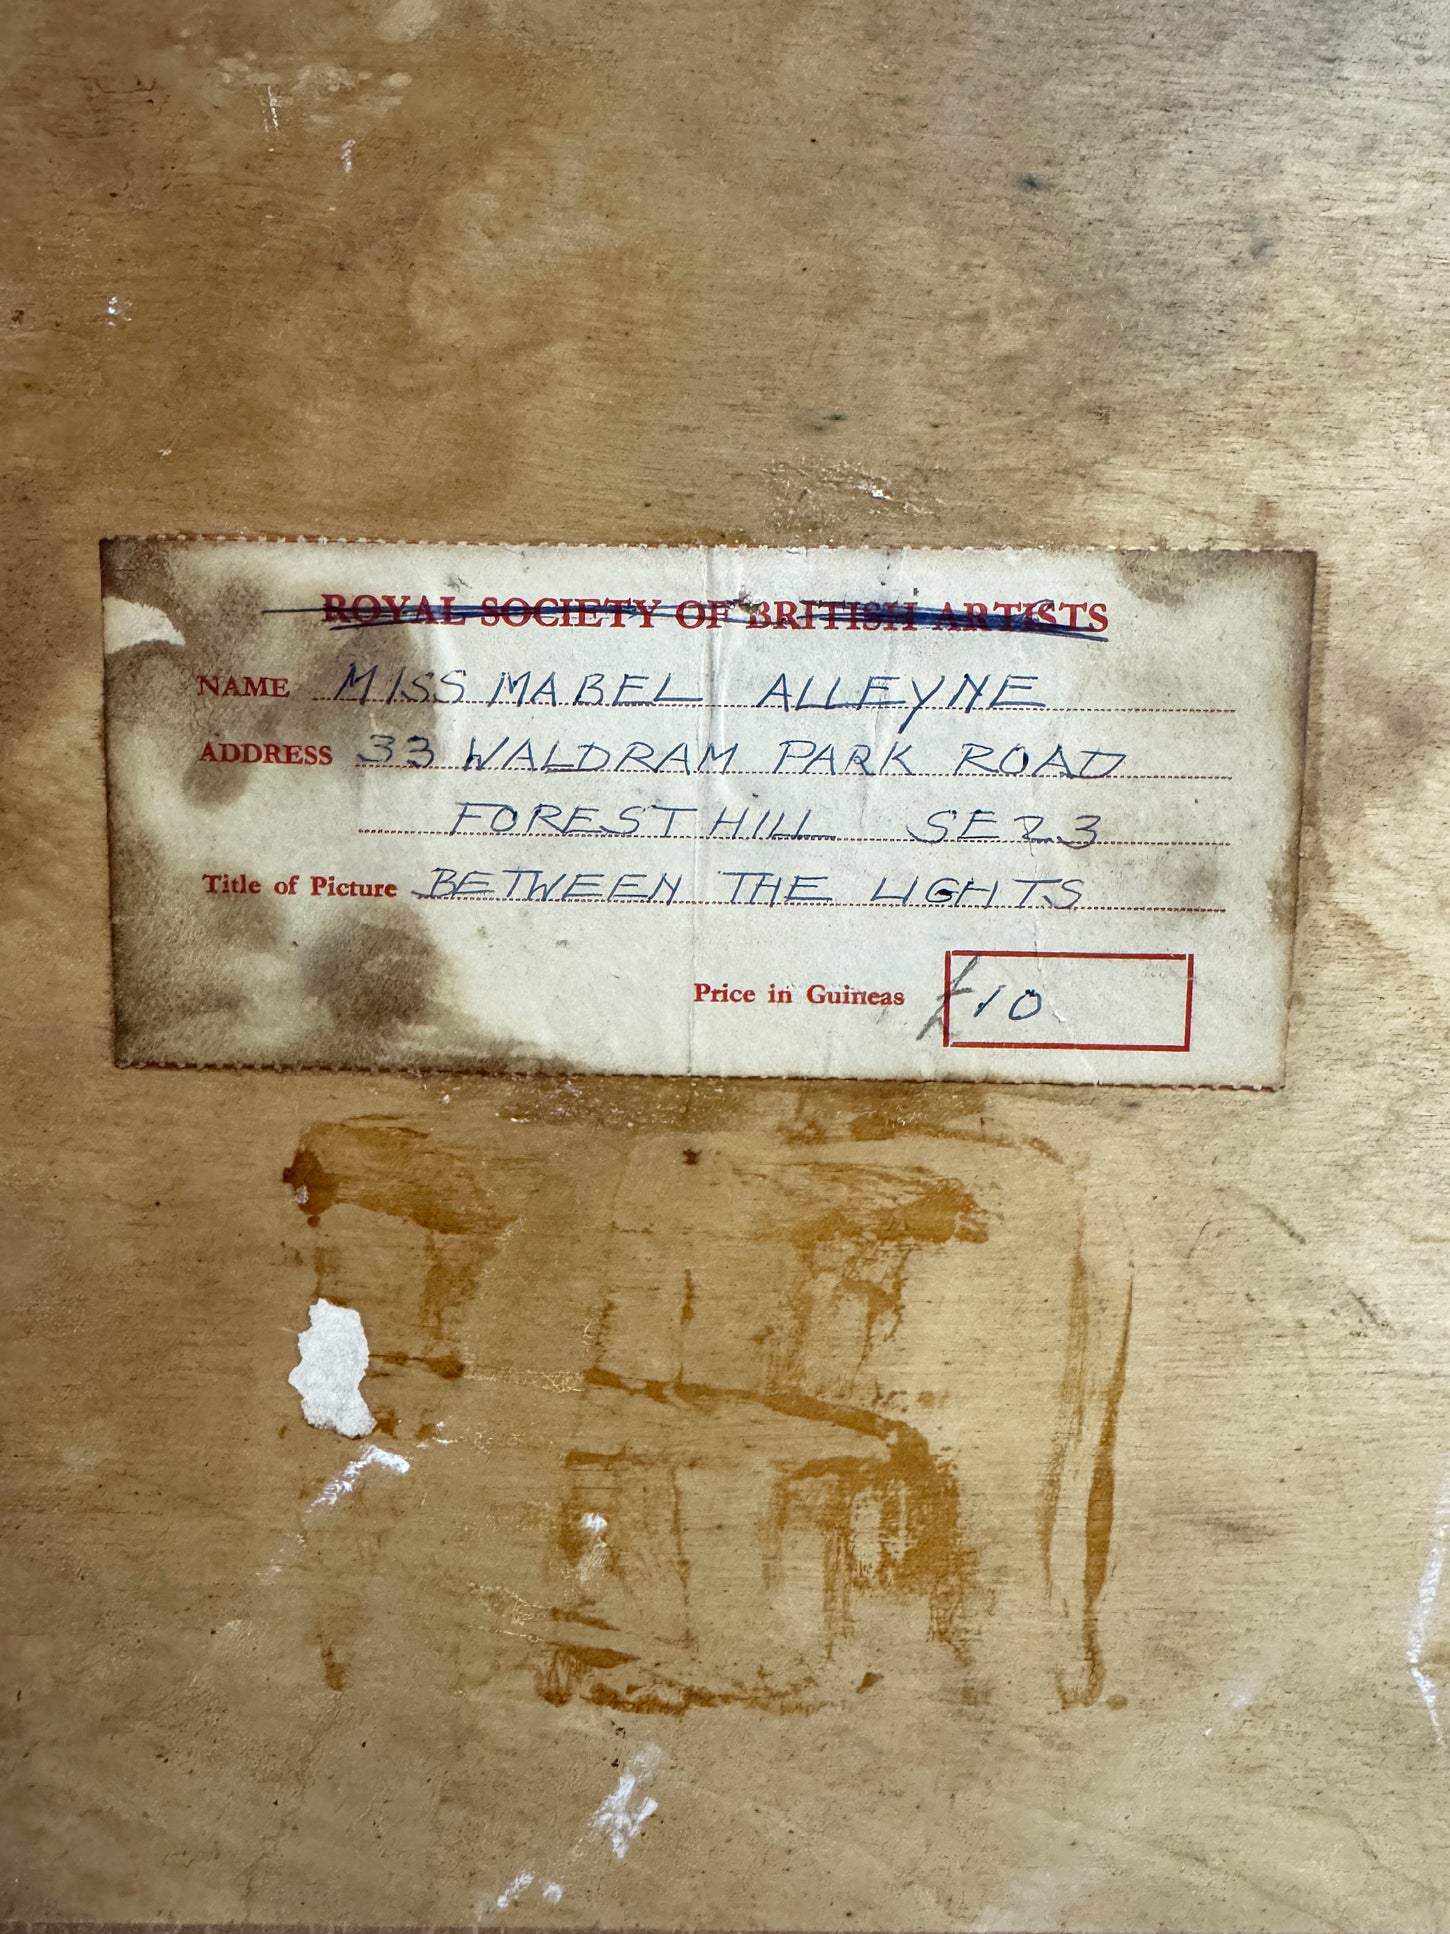 ROYAL SOCIETY OF BRITISH ARTISTS
NAME MISS MABEL ALLEYNE
ADDRESS 33 WALDRAM PARK ROAD
FOREST HILL SE23
Title of Picture BETWEEN THE LIGHTS
Price in Guineas £10